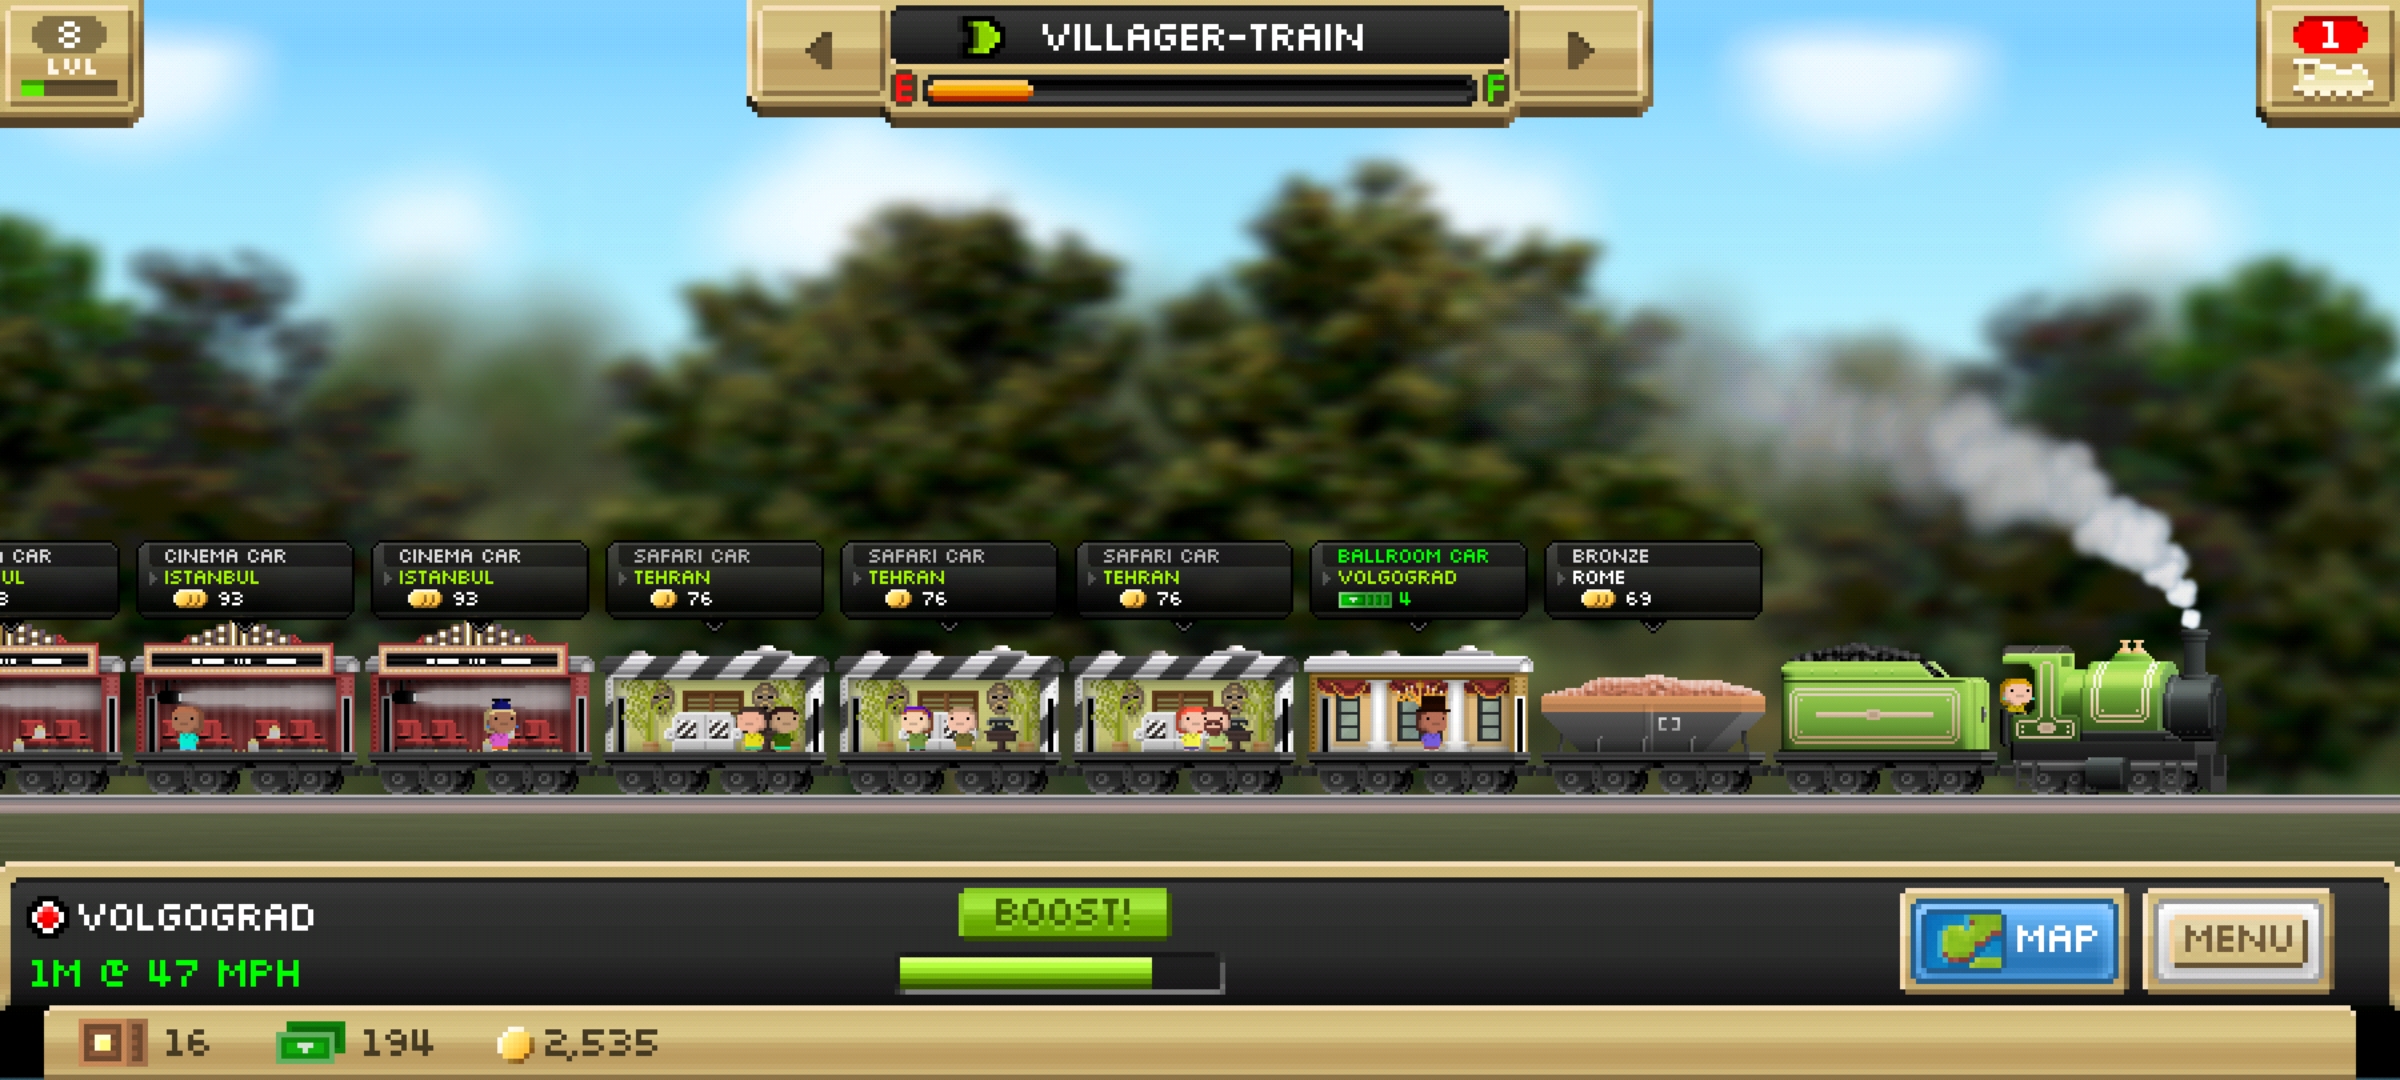 8
LVL
VILLAGER-TRAIN
E
F
1
CAR
CINEMA CAR
CINEMA CAR
SAFARI CAR
SAFARI CAR
SAFARI CAR
BALLROOM CAR
BRONZE
UL
ISTANBUL
ISTANBUL
TEHRAN
TEHRAN
TEHRAN
VOLGOGRAD
ROME
3
93
93
76
76
76
4
69
VOLGOGRAD
1M @ 47 MPH
BOOST!
MAP
MENU
16
194
2,535